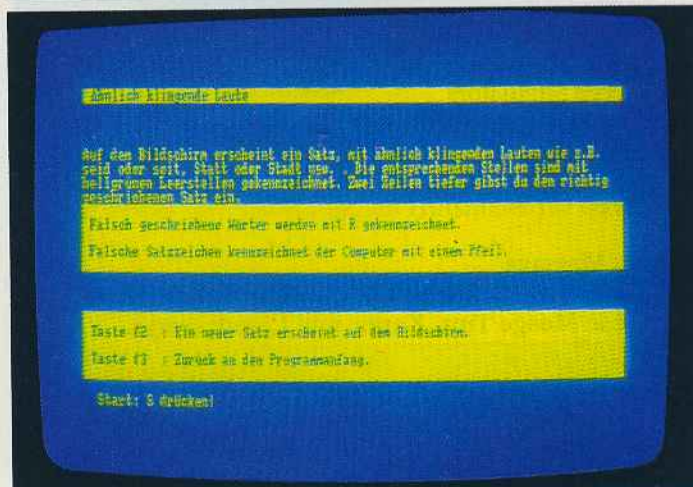 Ähnlich klingende Laute
Auf dem Bildschirm erscheint ein Satz, mit ähnlich klingenden Lauten wie z.B.
seid oder seit, Statt oder Stadt usw. . Die entsprechenden Stellen sind mit
hellgrünen Leerstellen gekennzeichnet. Zwei Zeilen tiefer gibst du den richtig
geschriebenen Satz ein.
Falsch geschriebene Wörter werden mit R gekennzeichnet.
Falsche Satzzeichen kennzeichnet der Computer mit einem Pfeil.
Taste f2 : Ein neuer Satz erscheint auf dem Bildschirm.
Taste f3 : Zurück an den Programmanfang.
Start: S drücken!